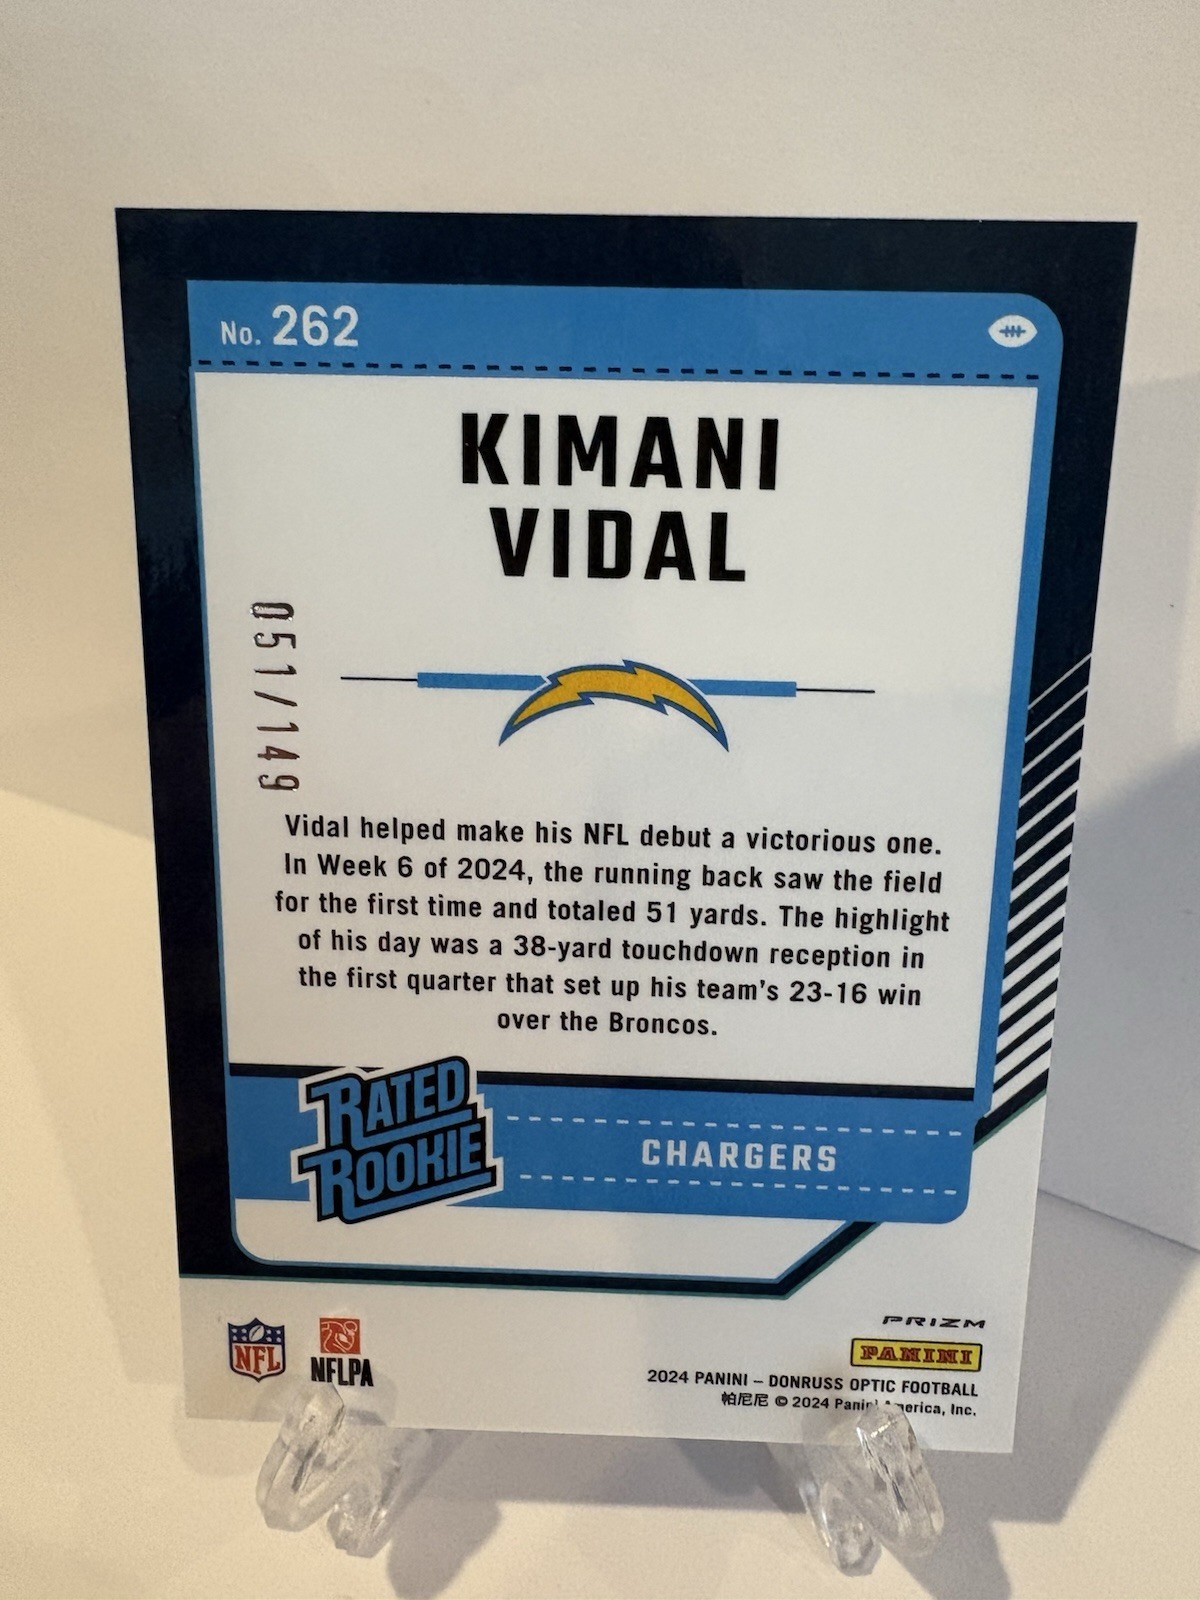 No. 262
KIMANI
VIDAL
051/149
Vidal helped make his NFL debut a victorious one.
In Week 6 of 2024, the running back saw the field
for the first time and totaled 51 yards. The highlight
of his day was a 38-yard touchdown reception in
the first quarter that set up his team's 23-16 win
over the Broncos.
RATED
ROOKIE
CHARGERS
NFL
NFLPA
PRIZM
PANINI
2024 PANINI – DONRUSS OPTIC FOOTBALL
帕尼尼 © 2024 Panini America, Inc.